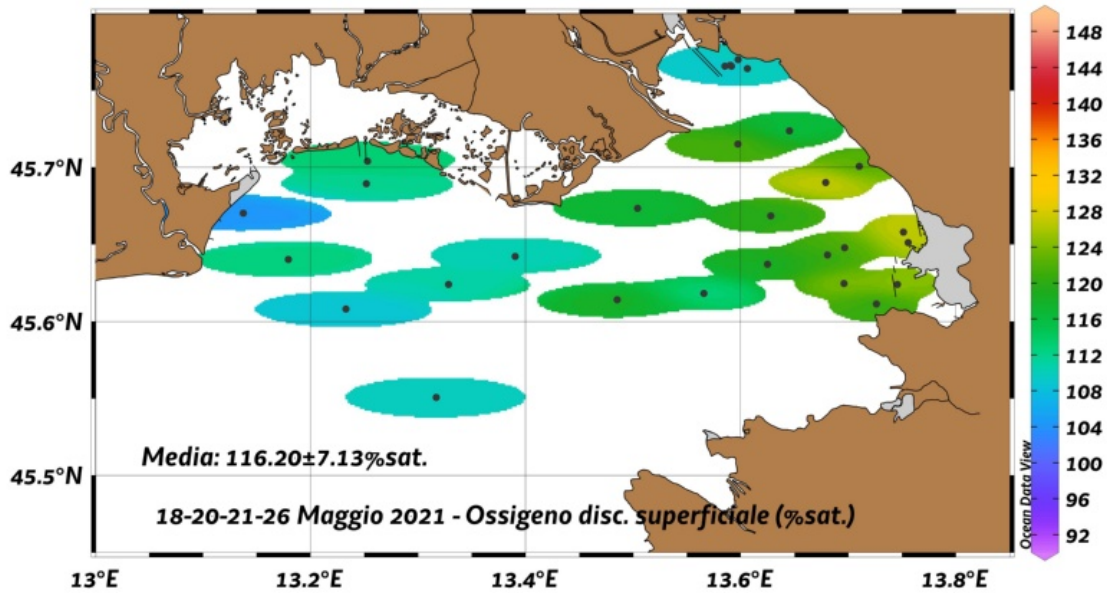 148
144
140
136
132
128
124
120
116
112
108
104
100
96
92
Ocean Data View
45.7°N
45.6°N
45.5°N
Media: 116.20±7.13%sat.
18-20-21-26 Maggio 2021 - Ossigeno disc. superficiale (%sat.)
13°E
13.2°E
13.4°E
13.6°E
13.8°E